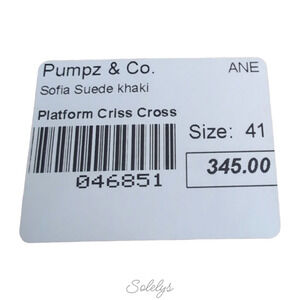 Pumpz & Co. ANE
Sofia Suede khaki
Platform Criss Cross
Size: 41
345.00
046851
Solelys